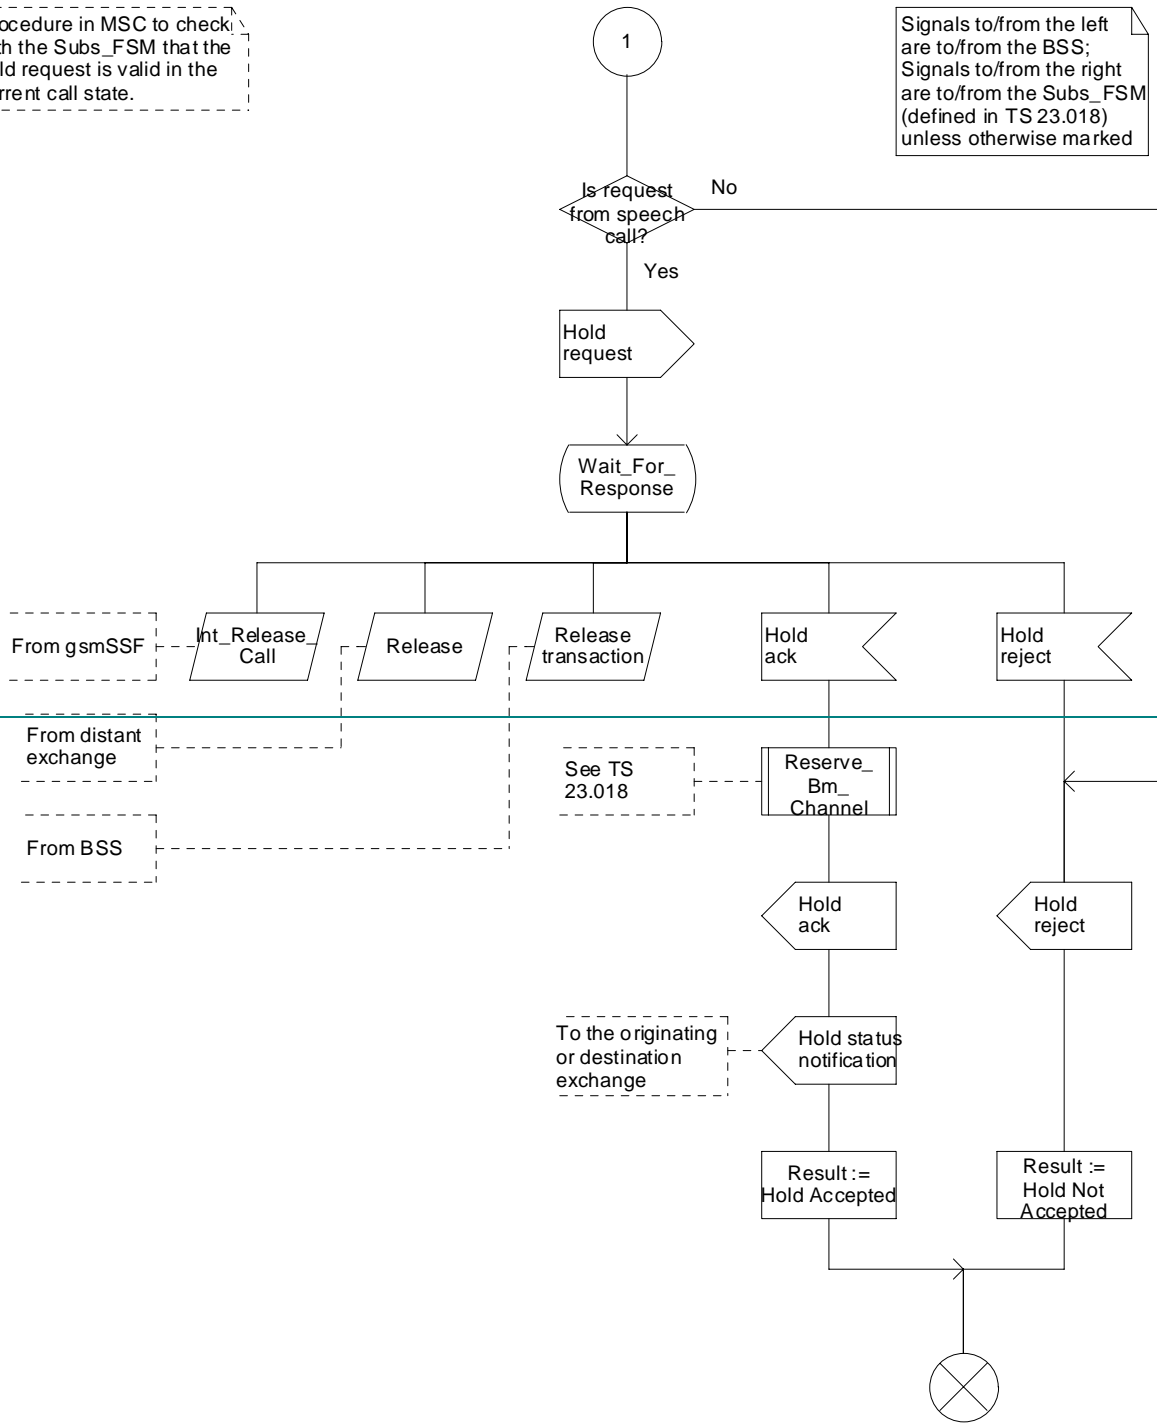 ocedure in MSC to check
h the Subs_FSM that the
ld request is valid in the
rrent call state.
1
Signals to/from the left
are to/from the BSS;
Signals to/from the right
are to/from the Subs_FSM
(defined in TS 23.018)
unless otherwise marked
Is request
from speech
call?
No
Yes
Hold
request
Wait_For_
Response
From gsmSSF
Int_Release_
Call
Release
Release
transaction
Hold
ack
Hold
reject
From distant
exchange
See TS
23.018
Reserve_
Bm_
Channel
From BSS
Hold
ack
Hold
reject
To the originating
or destination
exchange
Hold status
notification
Result :=
Hold Accepted
Result :=
Hold Not
Accepted